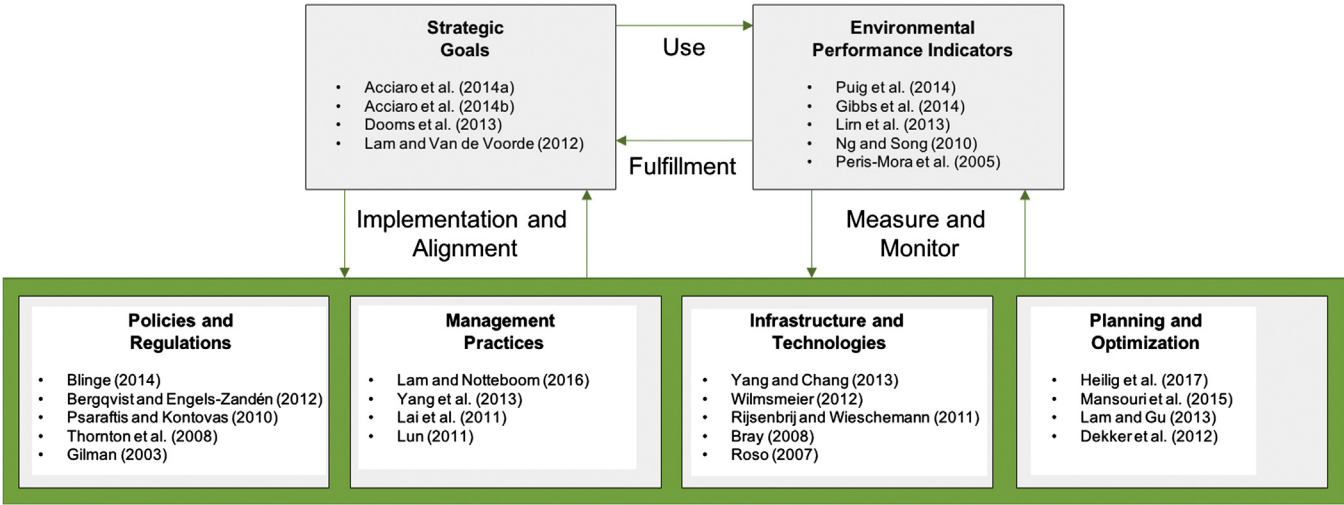 Strategic
Goals
• Acciaro et al. (2014a)
• Acciaro et al. (2014b)
• Dooms et al. (2013)
• Lam and Van de Voorde (2012)
Use
Fulfillment
Environmental
Performance Indicators
• Puig et al. (2014)
• Gibbs et al. (2014)
• Lirn et al. (2013)
• Ng and Song (2010)
• Peris-Mora et al. (2005)
Implementation and
Alignment
Measure and
Monitor
Policies and
Regulations
• Blinge (2014)
• Bergqvist and Engels-Zandén (2012)
• Psaraftis and Kontovas (2010)
• Thornton et al. (2008)
• Gilman (2003)
Management
Practices
• Lam and Notteboom (2016)
• Yang et al. (2013)
• Lai et al. (2011)
• Lun (2011)
Infrastructure and
Technologies
• Yang and Chang (2013)
• Wilmsmeier (2012)
• Rijsenbrij and Wieschemann (2011)
• Bray (2008)
• Roso (2007)
Planning and
Optimization
• Heilig et al. (2017)
• Mansouri et al. (2015)
• Lam and Gu (2013)
• Dekker et al. (2012)